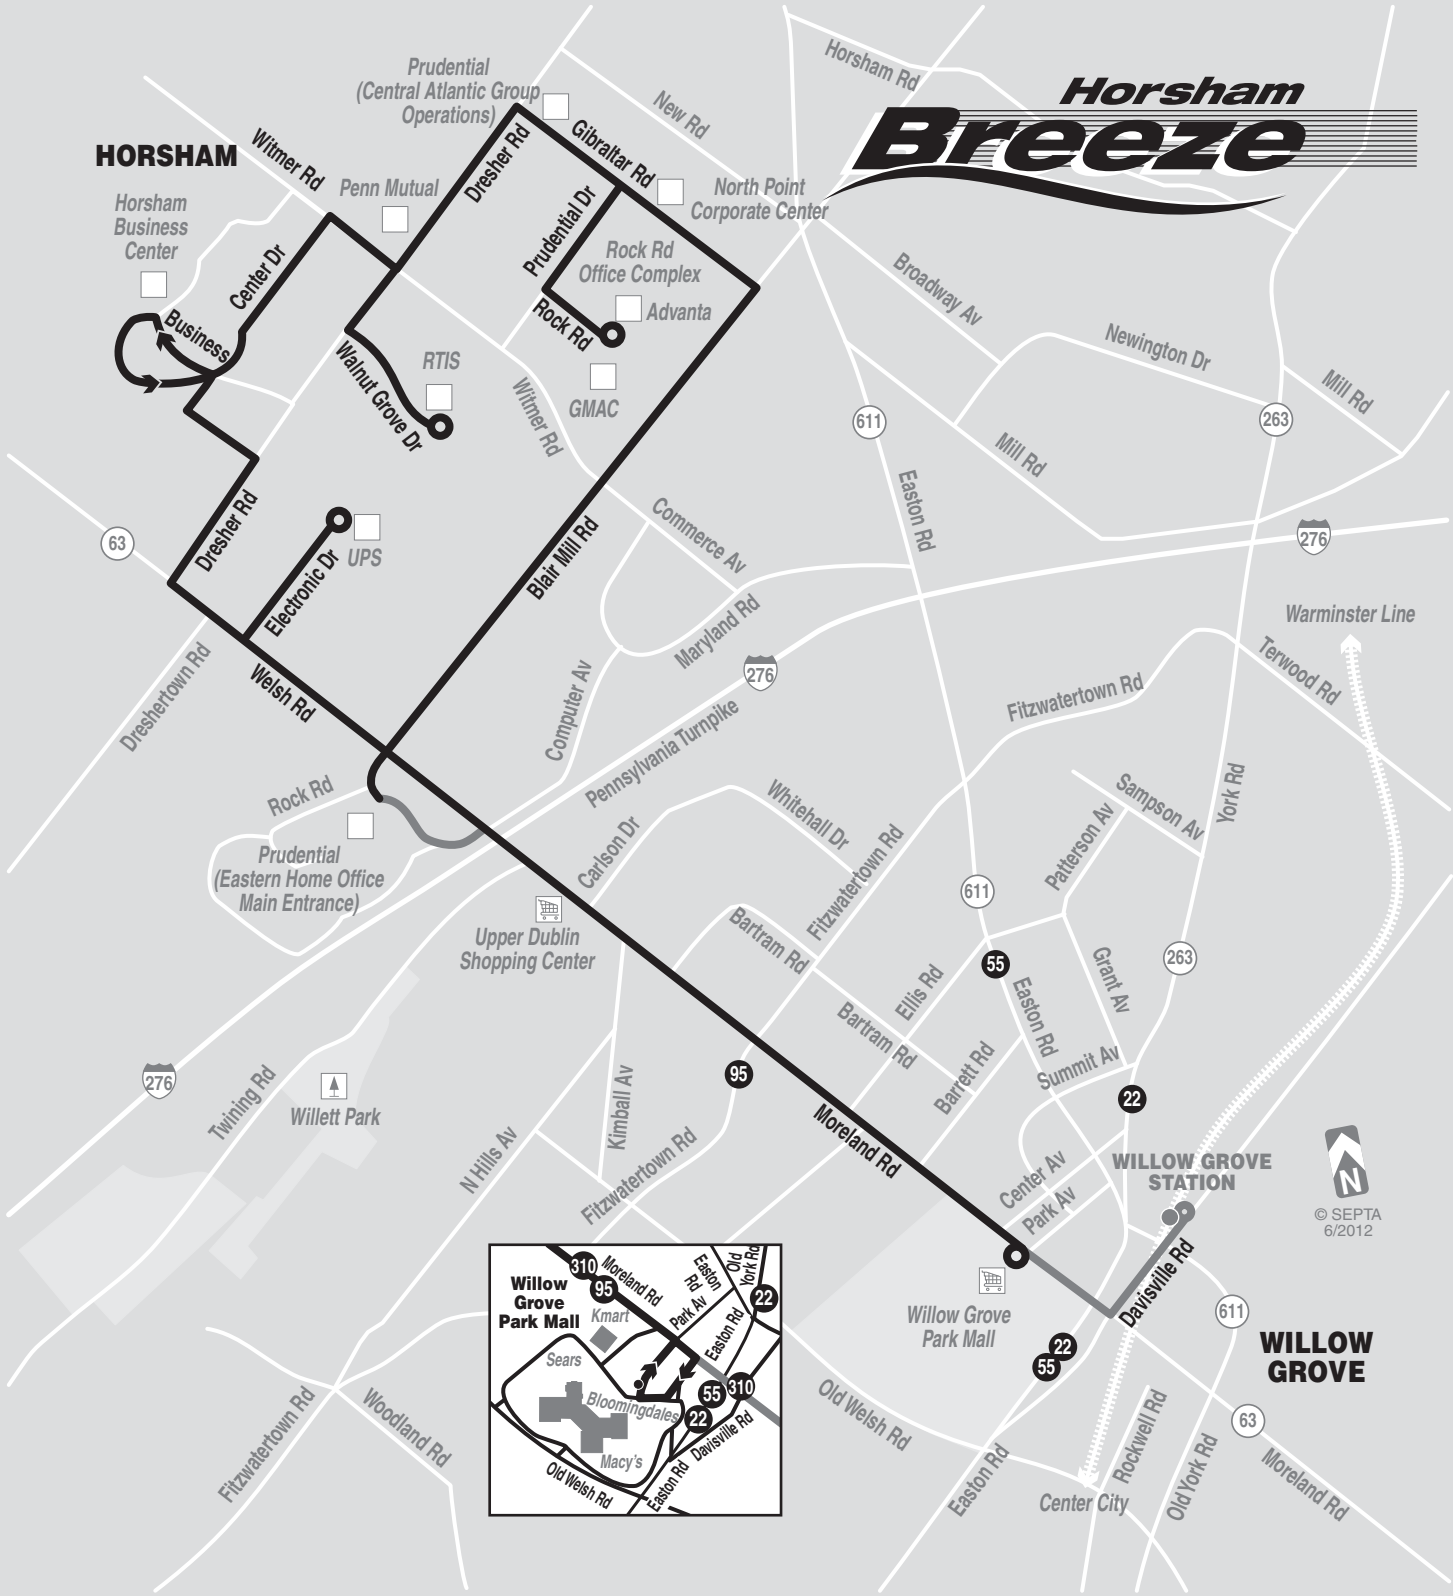 Horsham
Breeze
Horsham Rd
New Rd
Prudential
(Central Atlantic Group
Operations)
Gibraltar Rd
Dresher Rd
HORSHAM
Witmer Rd
Penn Mutual
North Point
Corporate Center
Horsham
Business
Center
Prudential Dr
Rock Rd
Office Complex
Center Dr
Broadway Av
Advanta
Rock Rd
Business
Newington Dr
RTIS
Walnut Grove Dr
Witmer Rd
GMAC
Mill Rd
611
263
Mill Rd
Easton Rd
Dresher Rd
Commerce Av
63
UPS
276
Electronic Dr
Blair Mill Rd
Maryland Rd
Warminster Line
Dreshertown Rd
Welsh Rd
276
Terwood Rd
Computer Av
Fitzwatertown Rd
Pennsylvania Turnpike
Rock Rd
York Rd
Sampson Av
Whitehall Dr
Patterson Av
Carlson Dr
Prudential
(Eastern Home Office
Main Entrance)
Fitzwatertown Rd
611
Upper Dublin
Shopping Center
Bartram Rd
55
263
Ellis Rd
Grant Av
Easton Rd
Bartram Rd
276
95
Summit Av
Barrett Rd
22
Twining Rd
Willett Park
Kimball Av
Moreland Rd
N Hills Av
Fitzwatertown Rd
Center Av
Park Av
WILLOW GROVE
STATION
N
© SEPTA
6/2012
Davisville Rd
Willow Grove
Park Mall
611
WILLOW
GROVE
22
55
Willow
Grove
Park Mall
310
95
Moreland Rd
Easton
Rd
Old
York Rd
22
Kmart
Park Av
Easton Rd
Sears
Bloomingdales
55
310
22
Davisville Rd
Macy's
Old Welsh Rd
Easton Rd
Fitzwatertown Rd
Woodland Rd
Old Welsh Rd
63
Rockwell Rd
Old York Rd
Easton Rd
Center City
Moreland Rd